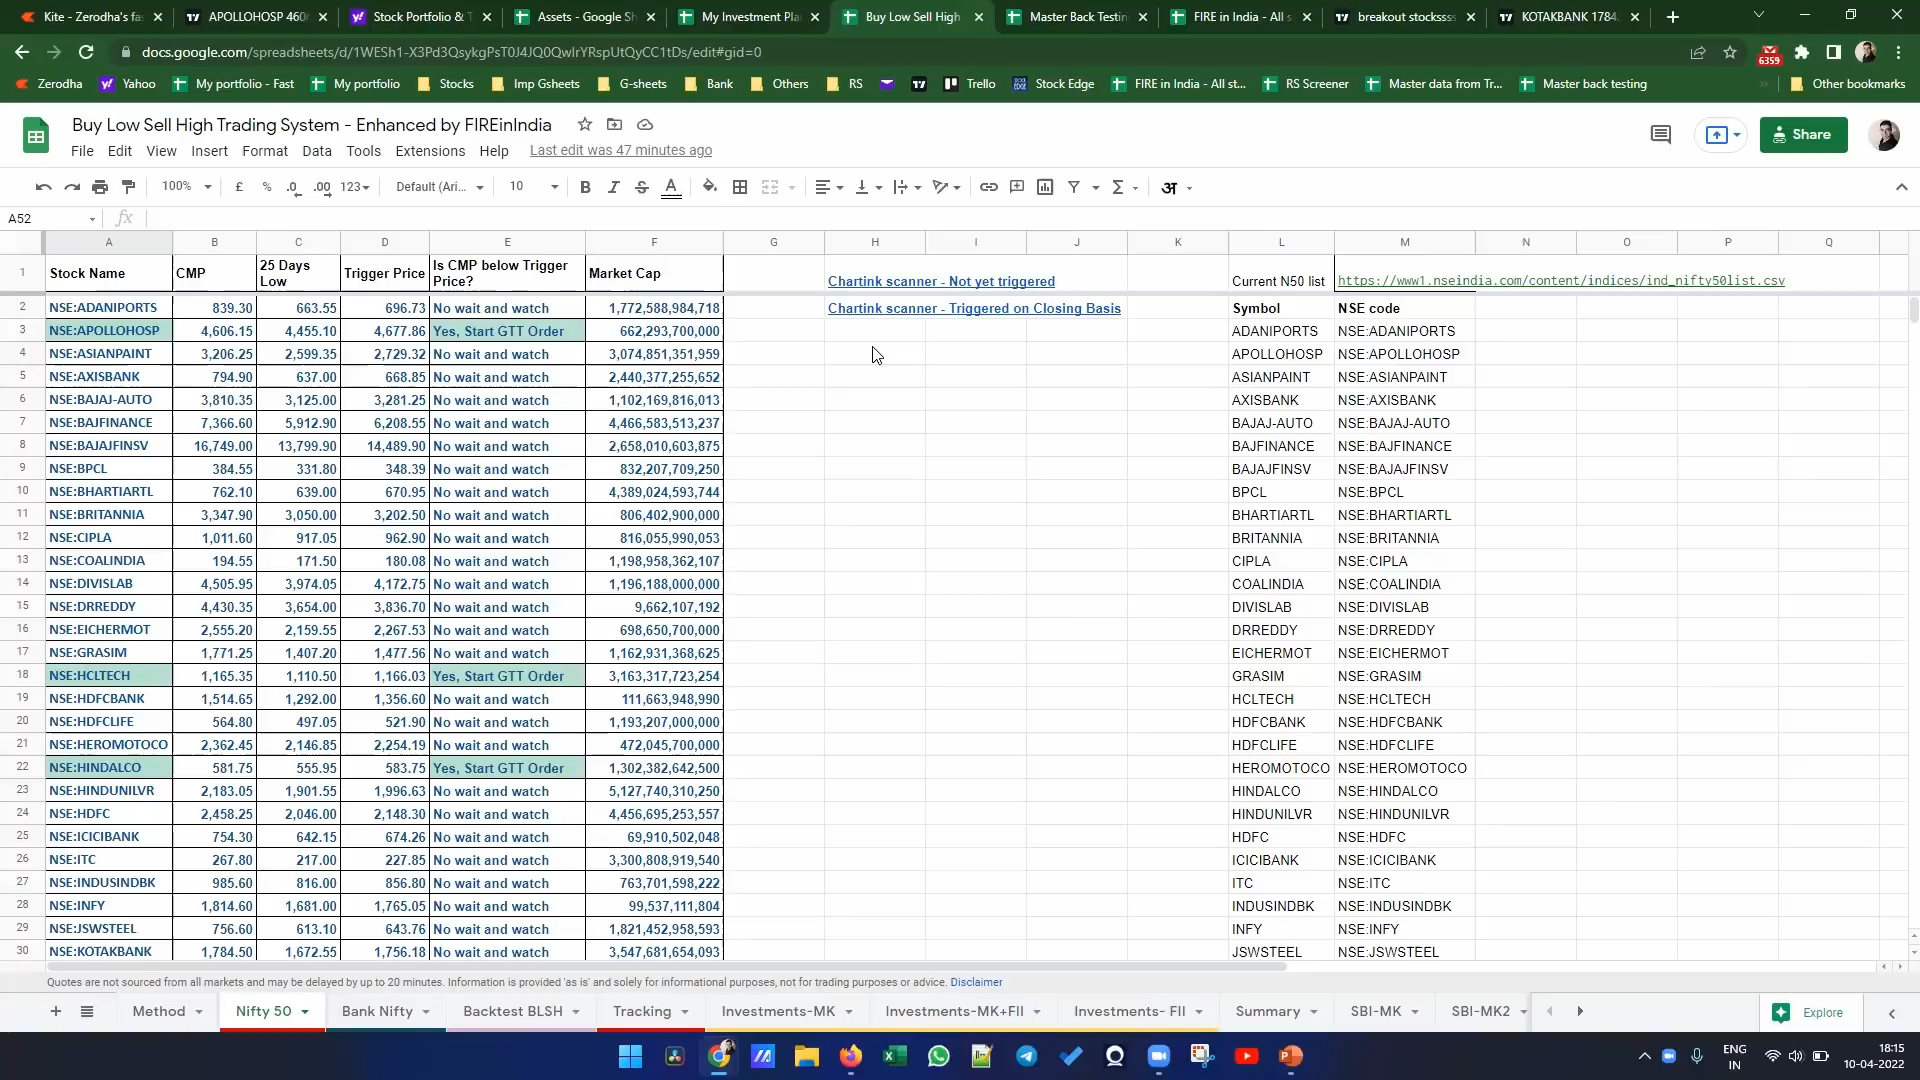 Kite - Zerodha's fa
APOLLOHOSP 460
Stock Portfolio & T
Assets - Google Sh
My Investment Pla
Buy Low Sell High
Master Back Testin
FIRE in India - All s
breakout stockssss
KOTAKBANK 1784.
docs.google.com/spreadsheets/d/1WESh1-X3Pd3QsykgPsT0J4JQ0QwIrYRspUtQyCC1tDs/edit#gid=0
6359
Zerodha
Yahoo
My portfolio - Fast
My portfolio
Stocks
Imp Gsheets
G-sheets
Bank
Others
RS
Trello
Stock Edge
FIRE in India - All st...
RS Screener
Master data from Tr...
Master back testing
Other bookmarks
Buy Low Sell High Trading System - Enhanced by FIREinIndia
File Edit View Insert Format Data Tools Extensions Help Last edit was 47 minutes ago
Share
100% £ % .0 .00 123 Default (Ari... 10 B I S A Σ अ
A52 fx
A B C D E F G H I J K L M N O P Q
1 Stock Name CMP 25 Days Low Trigger Price Is CMP below Trigger Price? Market Cap Chartink scanner - Not yet triggered Current N50 list https://www1.nseindia.com/content/indices/ind_nifty50list.csv
2 NSE:ADANIPORTS 839.30 663.55 696.73 No wait and watch 1,772,588,984,718 Chartink scanner - Triggered on Closing Basis Symbol NSE code
3 NSE:APOLLOHOSP 4,606.15 4,455.10 4,677.86 Yes, Start GTT Order 662,293,700,000 ADANIPORTS NSE:ADANIPORTS
4 NSE:ASIANPAINT 3,206.25 2,599.35 2,729.32 No wait and watch 3,074,851,351,959 APOLLOHOSP NSE:APOLLOHOSP
5 NSE:AXISBANK 794.90 637.00 668.85 No wait and watch 2,440,377,255,652 ASIANPAINT NSE:ASIANPAINT
6 NSE:BAJAJ-AUTO 3,810.35 3,125.00 3,281.25 No wait and watch 1,102,169,816,013 AXISBANK NSE:AXISBANK
7 NSE:BAJFINANCE 7,366.60 5,912.90 6,208.55 No wait and watch 4,466,583,513,237 BAJAJ-AUTO NSE:BAJAJ-AUTO
8 NSE:BAJAJFINSV 16,749.00 13,799.90 14,489.90 No wait and watch 2,658,010,603,875 BAJFINANCE NSE:BAJFINANCE
9 NSE:BPCL 384.55 331.80 348.39 No wait and watch 832,207,709,250 BAJAJFINSV NSE:BAJAJFINSV
10 NSE:BHARTIARTL 762.10 639.00 670.95 No wait and watch 4,389,024,593,744 BPCL NSE:BPCL
11 NSE:BRITANNIA 3,347.90 3,050.00 3,202.50 No wait and watch 806,402,900,000 BHARTIARTL NSE:BHARTIARTL
12 NSE:CIPLA 1,011.60 917.05 962.90 No wait and watch 816,055,990,053 BRITANNIA NSE:BRITANNIA
13 NSE:COALINDIA 194.55 171.50 180.08 No wait and watch 1,198,958,362,107 CIPLA NSE:CIPLA
14 NSE:DIVISLAB 4,505.95 3,974.05 4,172.75 No wait and watch 1,196,188,000,000 COALINDIA NSE:COALINDIA
15 NSE:DRREDDY 4,430.35 3,654.00 3,836.70 No wait and watch 9,662,107,192 DIVISLAB NSE:DIVISLAB
16 NSE:EICHERMOT 2,555.20 2,159.55 2,267.53 No wait and watch 698,650,700,000 DRREDDY NSE:DRREDDY
17 NSE:GRASIM 1,771.25 1,407.20 1,477.56 No wait and watch 1,162,931,368,625 EICHERMOT NSE:EICHERMOT
18 NSE:HCLTECH 1,165.35 1,110.50 1,166.03 Yes, Start GTT Order 3,163,317,723,254 GRASIM NSE:GRASIM
19 NSE:HDFCBANK 1,514.65 1,292.00 1,356.60 No wait and watch 111,663,948,990 HCLTECH NSE:HCLTECH
20 NSE:HDFCLIFE 564.80 497.05 521.90 No wait and watch 1,193,207,000,000 HDFCBANK NSE:HDFCBANK
21 NSE:HEROMOTOCO 2,362.45 2,146.85 2,254.19 No wait and watch 472,045,700,000 HDFCLIFE NSE:HDFCLIFE
22 NSE:HINDALCO 581.75 555.95 583.75 Yes, Start GTT Order 1,302,382,642,500 HEROMOTOCO NSE:HEROMOTOCO
23 NSE:HINDUNILVR 2,183.05 1,901.55 1,996.63 No wait and watch 5,127,740,310,250 HINDALCO NSE:HINDALCO
24 NSE:HDFC 2,458.25 2,046.00 2,148.30 No wait and watch 4,456,695,253,557 HINDUNILVR NSE:HINDUNILVR
25 NSE:ICICIBANK 754.30 642.15 674.26 No wait and watch 69,910,502,048 HDFC NSE:HDFC
26 NSE:ITC 267.80 217.00 227.85 No wait and watch 3,300,808,919,540 ICICIBANK NSE:ICICIBANK
27 NSE:INDUSINDBK 985.60 816.00 856.80 No wait and watch 763,701,598,222 ITC NSE:ITC
28 NSE:INFY 1,814.60 1,681.00 1,765.05 No wait and watch 99,537,111,804 INDUSINDBK NSE:INDUSINDBK
29 NSE:JSWSTEEL 756.60 613.10 643.76 No wait and watch 1,821,452,958,593 INFY NSE:INFY
30 NSE:KOTAKBANK 1,784.50 1,672.55 1,756.18 No wait and watch 3,547,681,654,093 JSWSTEEL NSE:JSWSTEEL
Quotes are not sourced from all markets and may be delayed by up to 20 minutes. Information is provided 'as is' and solely for informational purposes, not for trading purposes or advice. Disclaimer
Method Nifty 50 Bank Nifty Backtest BLSH Tracking Investments-MK Investments-MK+FII Investments- FII Summary SBI-MK SBI-MK2 Explore
ENG IN
18:15
10-04-2022